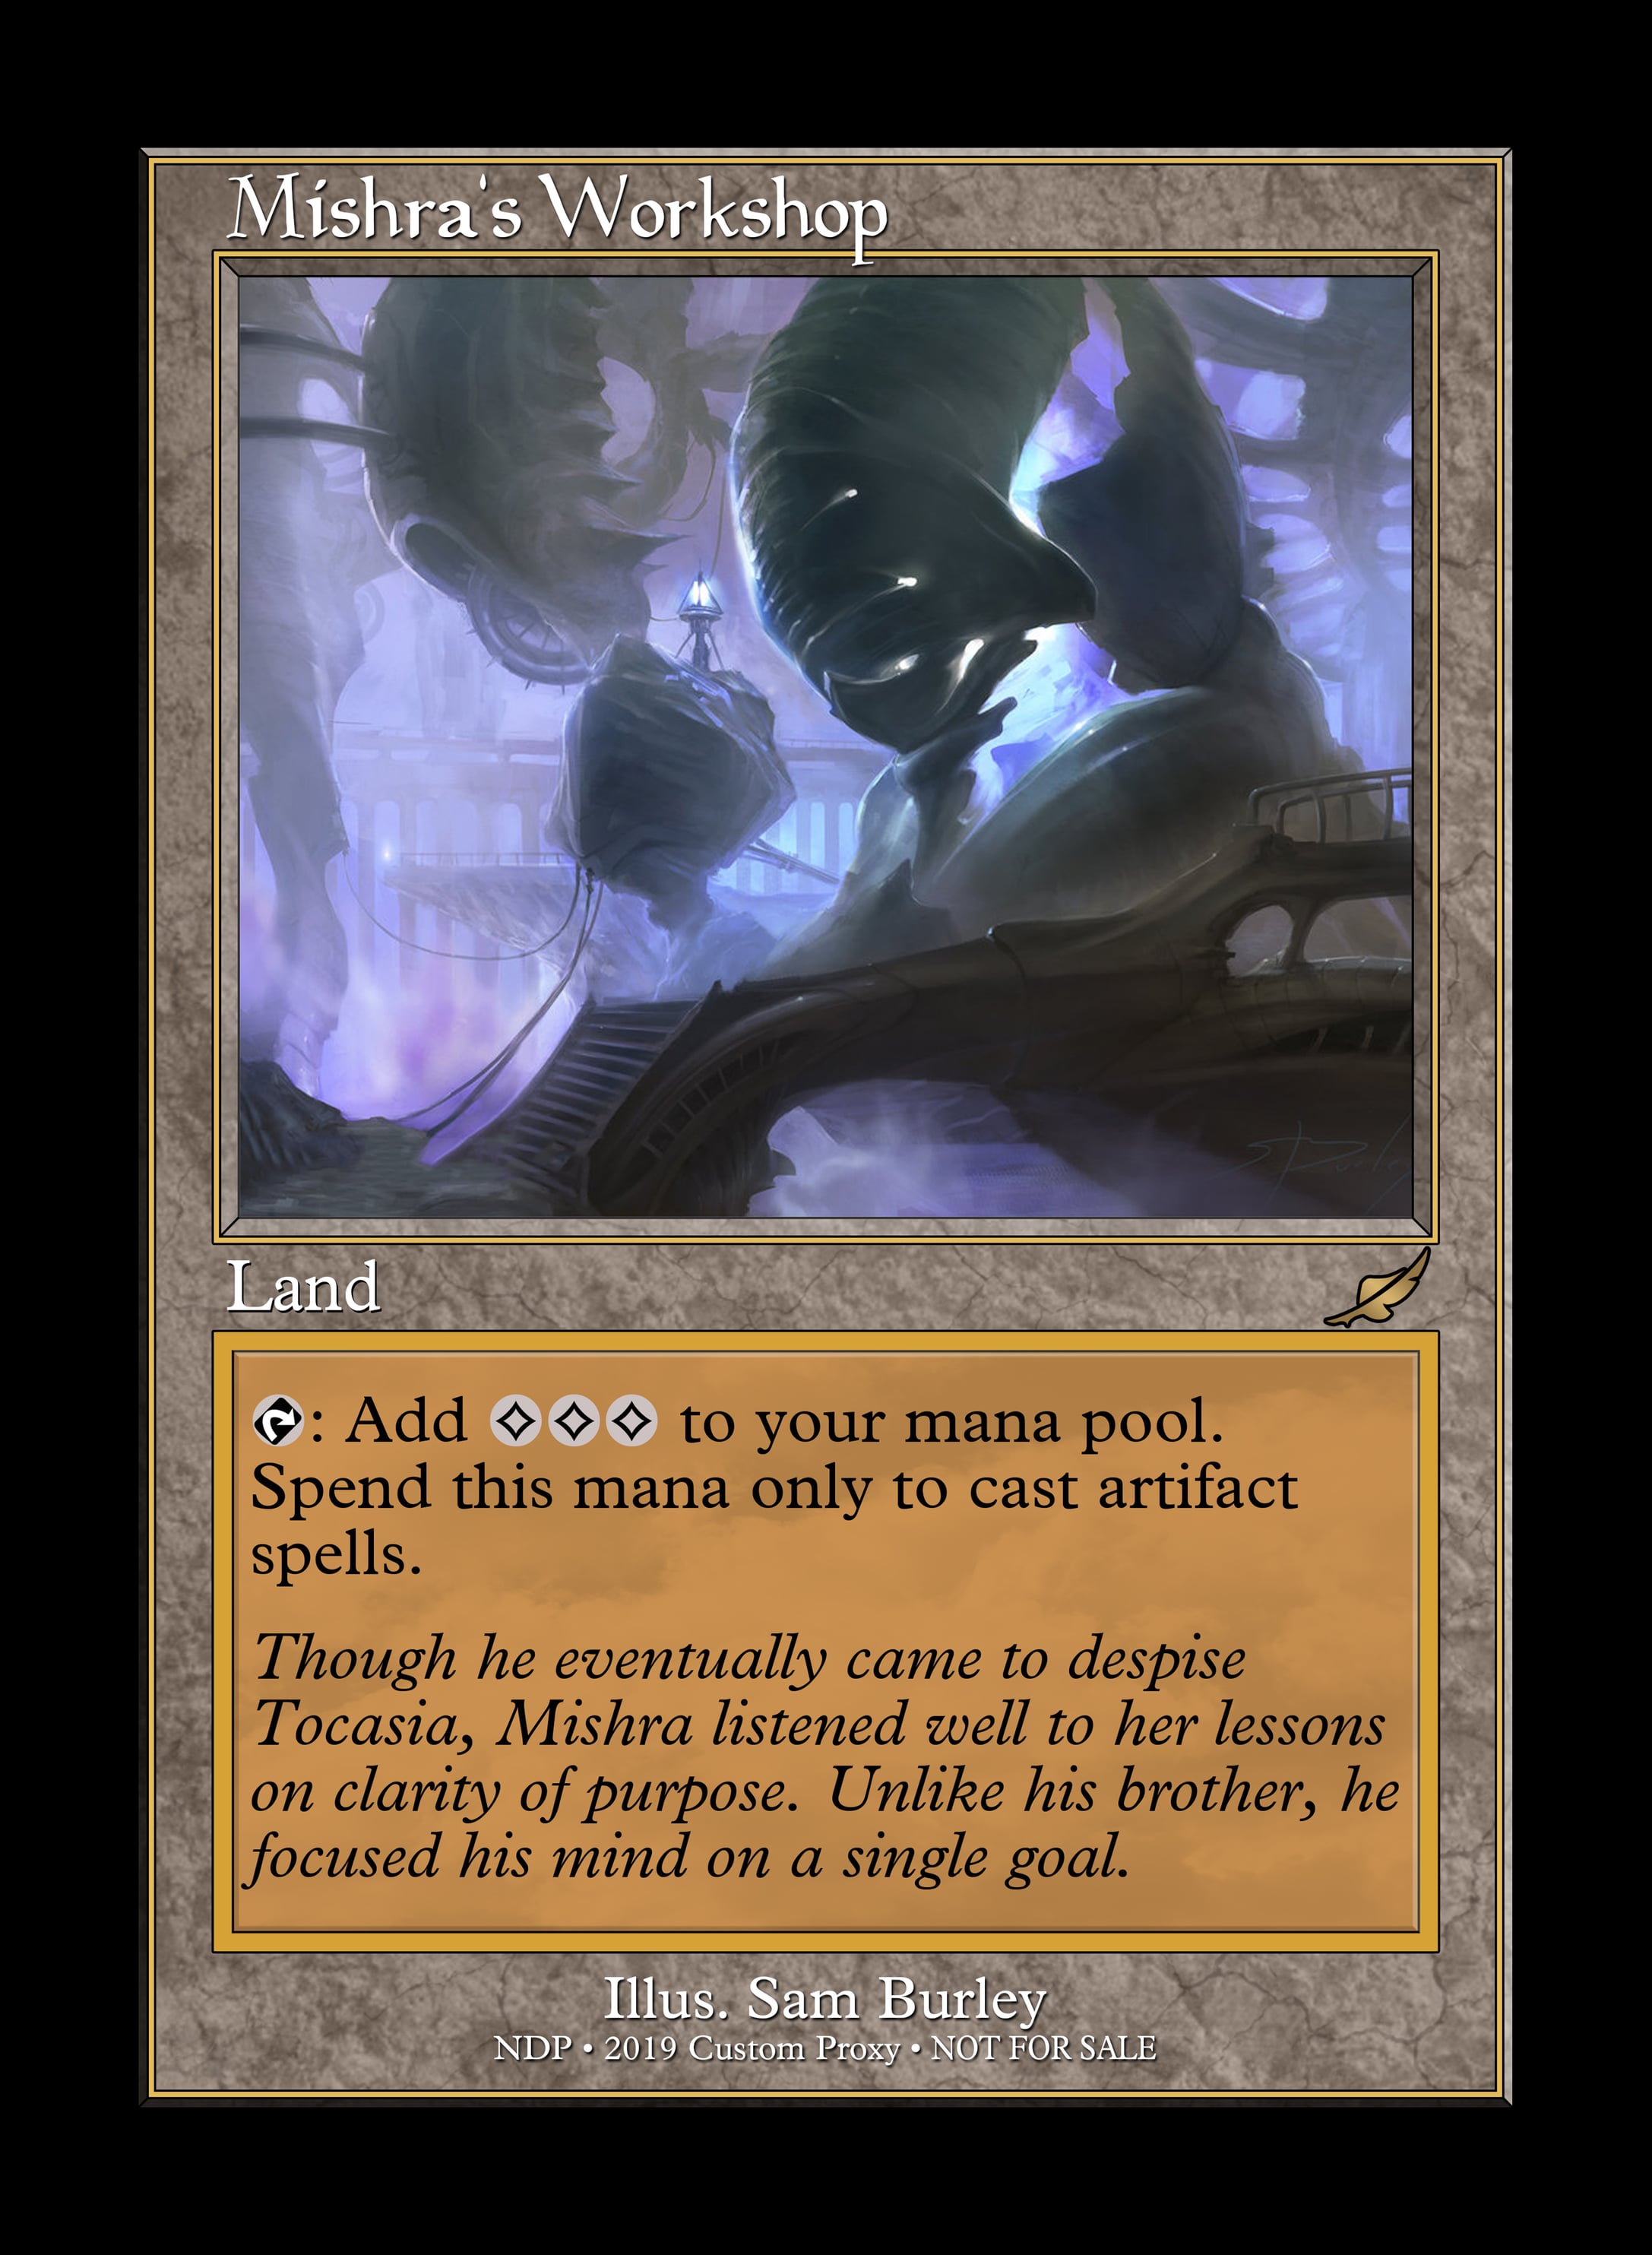 Mishra's Workshop
Land
: Add to your mana pool.
Spend this mana only to cast artifact
spells.
Though he eventually came to despise
Tocasia, Mishra listened well to her lessons
on clarity of purpose. Unlike his brother, he
focused his mind on a single goal.
Illus. Sam Burley
NDP • 2019 Custom Proxy • NOT FOR SALE